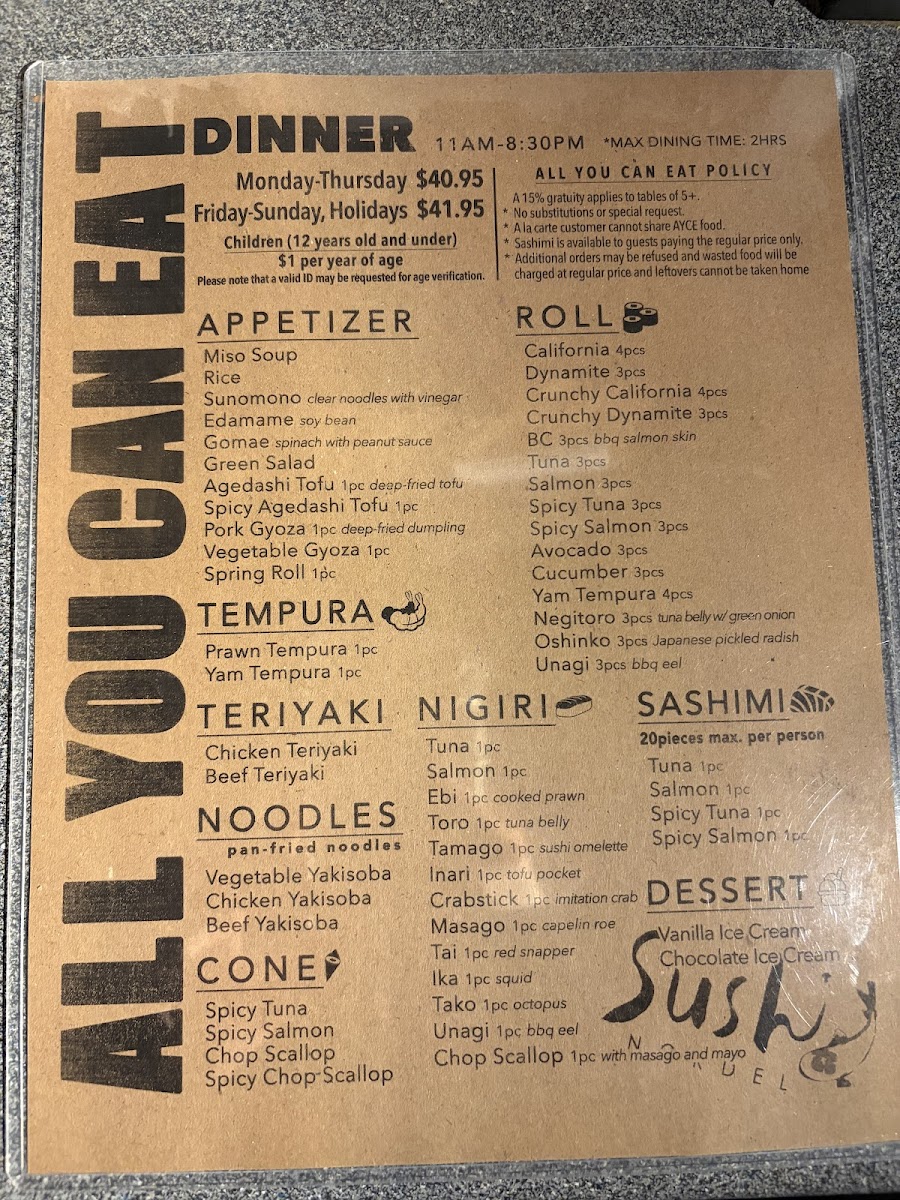 ALL YOU CAN EAT
DINNER 11AM-8:30PM *MAX DINING TIME: 2HRS
Monday-Thursday $40.95
Friday-Sunday, Holidays $41.95
Children (12 years old and under)
$1 per year of age
Please note that a valid ID may be requested for age verification.
ALL YOU CAN EAT POLICY
A 15% gratuity applies to tables of 5+.
* No substitutions or special request.
* A la carte customer cannot share AYCE food.
* Sashimi is available to guests paying the regular price only.
* Additional orders may be refused and wasted food will be
charged at regular price and leftovers cannot be taken home
APPETIZER
Miso Soup
Rice
Sunomono clear noodles with vinegar
Edamame soy bean
Gomae spinach with peanut sauce
Green Salad
Agedashi Tofu 1pc deap-fried tofu
Spicy Agedashi Tofu 1pc
Pork Gyoza 1pc deep-fried dumpling
Vegetable Gyoza 1pc
Spring Roll 1pc
TEMPURA
Prawn Tempura 1pc
Yam Tempura 1pc
TERIYAKI
Chicken Teriyaki
Beef Teriyaki
NOODLES
pan-fried noodles
Vegetable Yakisoba
Chicken Yakisoba
Beef Yakisoba
CONE
Spicy Tuna
Spicy Salmon
Chop Scallop
Spicy Chop Scallop
ROLL
California 4pcs
Dynamite 3pcs
Crunchy California 4pcs
Crunchy Dynamite 3pcs
BC 3pcs bbq salmon skin
Tuna 3pcs
Salmon 3pcs
Spicy Tuna 3pcs
Spicy Salmon 3pcs
Avocado 3pcs
Cucumber 3pcs
Yam Tempura 4pcs
Negitoro 3pcs tuna belly w/ green onion
Oshinko 3pcs Japanese pickled radish
Unagi 3pcs bbq eel
NIGIRI
Tuna 1pc
Salmon 1pc
Ebi 1pc cooked prawn
Toro 1pc tuna belly
Tamago 1pc sushi omelette
Inari 1pc tofu pocket
Crabstick 1pc imitation crab
Masago 1pc capelin roe
Tai 1pc red snapper
Ika 1pc squid
Tako 1pc octopus
Unagi 1pc bbq eel
Chop Scallop 1pc with masago and mayo
SASHIMI
20pieces max. per person
Tuna 1pc
Salmon 1pc
Spicy Tuna 1pc
Spicy Salmon 1pc
DESSERT
Vanilla Ice Cream
Chocolate Ice Cream
Sushi